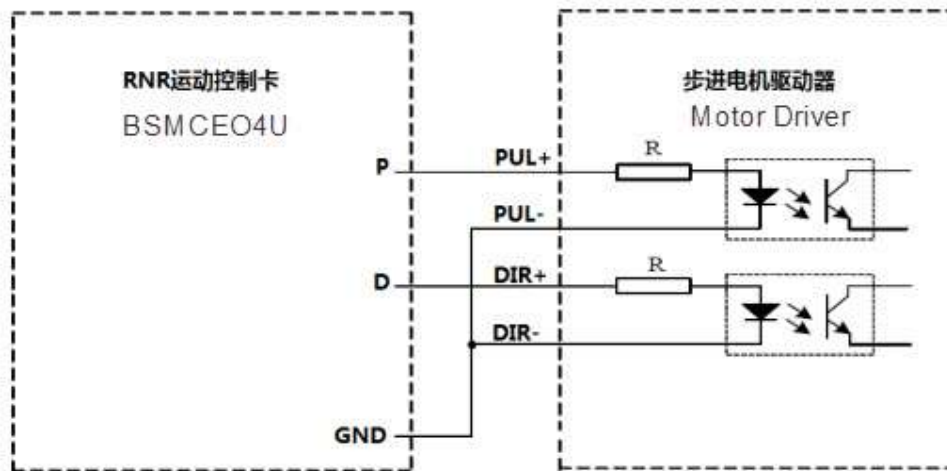 RNR运动控制卡
BSMCEO4U
步进电机驱动器
Motor Driver
P
PUL+
R
PUL-
D
DIR+
R
DIR-
GND